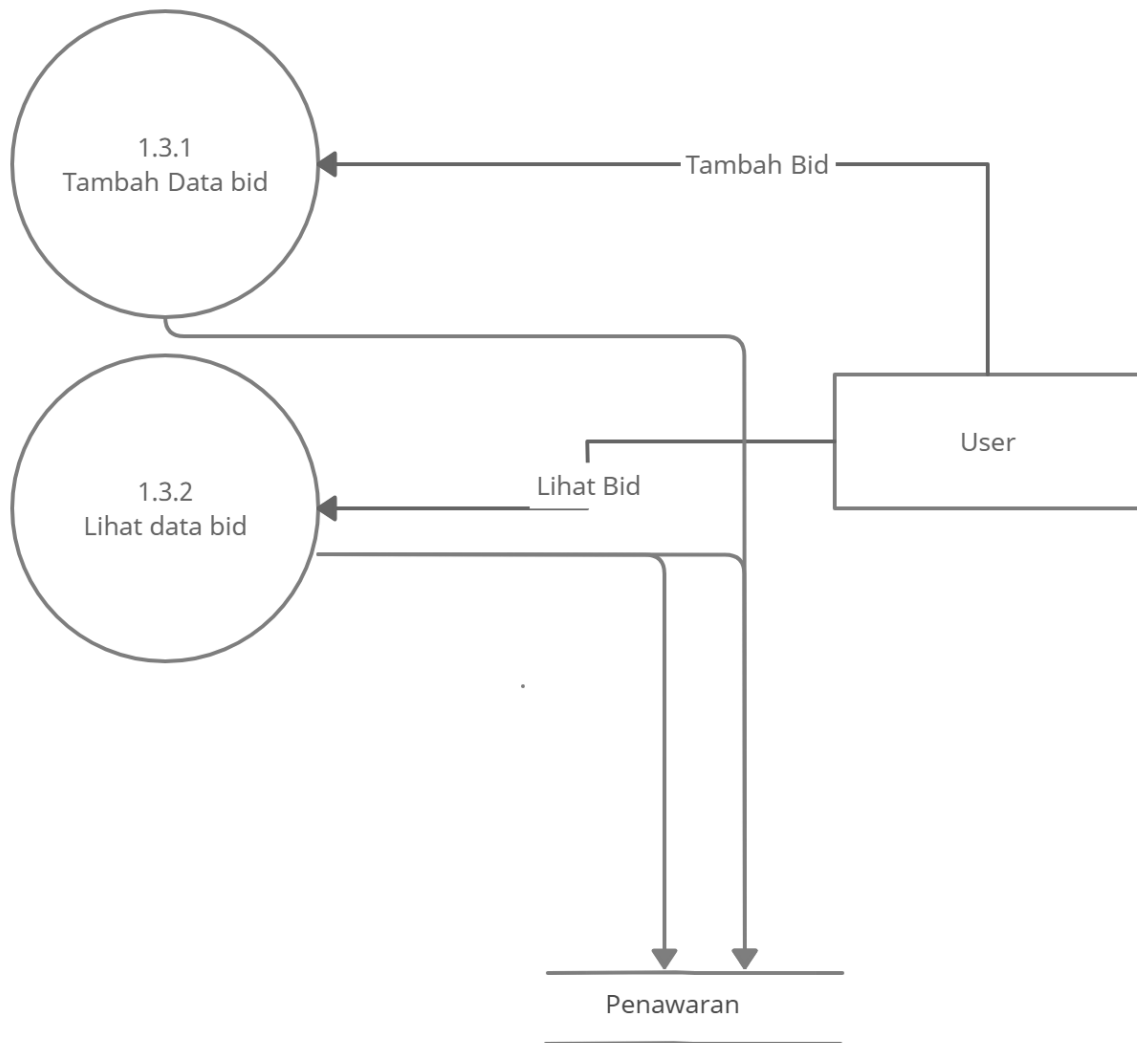 1.3.1
Tambah Data bid
Tambah Bid
User
Lihat Bid
1.3.2
Lihat data bid
Penawaran